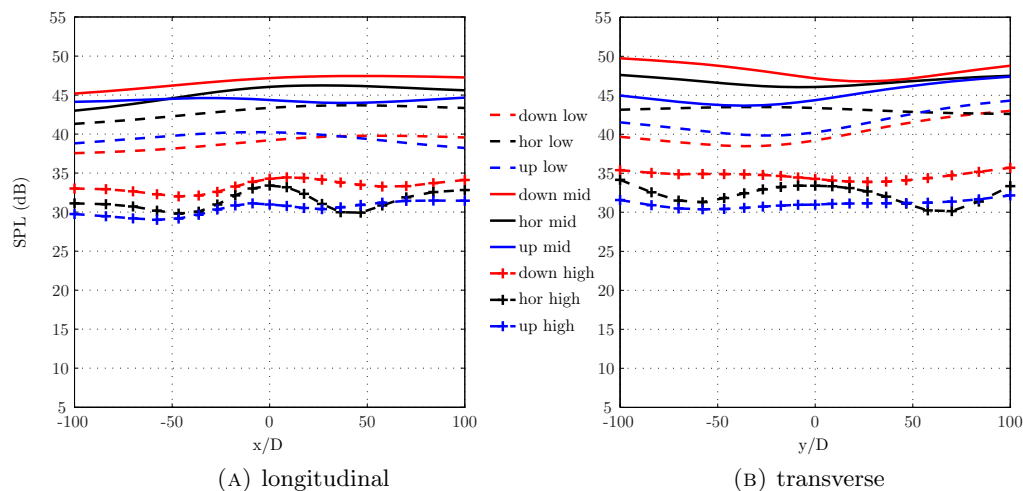 55
50
45
40
35
30
25
20
15
10
5
SPL (dB)
-100 -50 0 50 100
x/D
(A) longitudinal
down low
hor low
up low
down mid
hor mid
up mid
down high
hor high
up high
55
50
45
40
35
30
25
20
15
10
5
-100 -50 0 50 100
y/D
(B) transverse